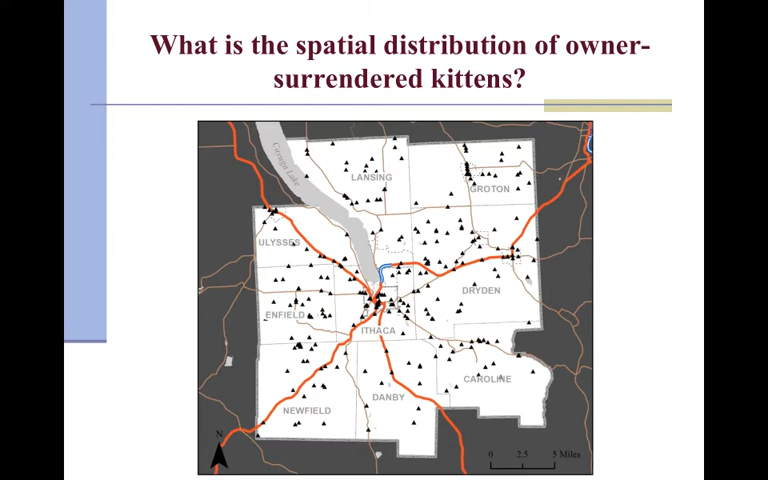 What is the spatial distribution of owner-
surrendered kittens?
Cayuga Lake
LANSING
GROTON
ULYSSES
DRYDEN
ENFIELD
ITHACA
CAROLINE
DANBY
NEWFIELD
N
0 2.5 5 Miles